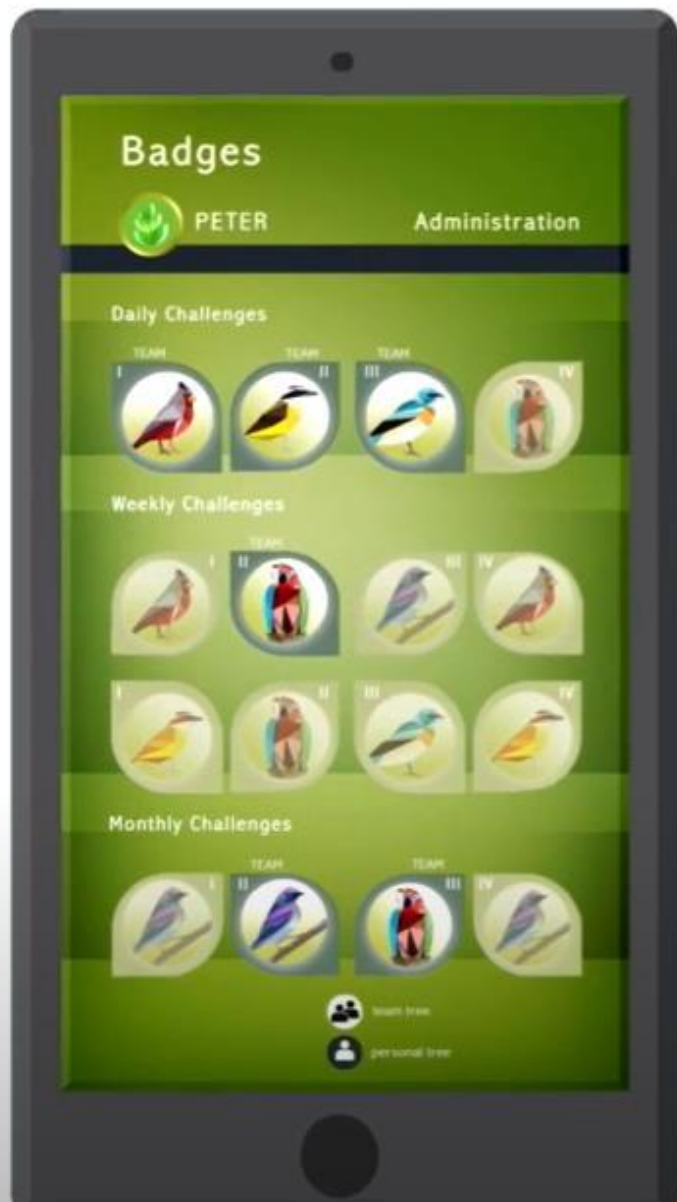 Badges
PETER Administration
Daily Challenges
TEAM TEAM TEAM
I II III IV
Weekly Challenges
TEAM
I II III IV
I II III IV
Monthly Challenges
TEAM TEAM
I II III IV
team tree
personal tree